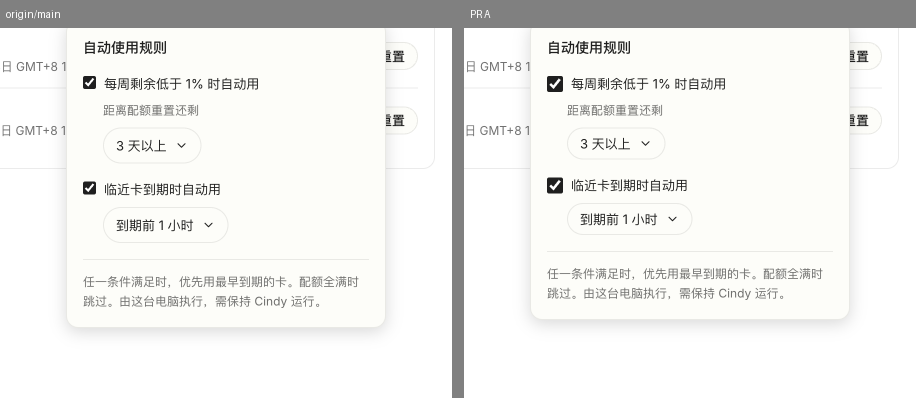 origin/main
自动使用规则
重置
日 GMT+8 1
每周剩余低于 1% 时自动用
距离配额重置还剩
重置
日 GMT+8 1
3 天以上
临近卡到期时自动用
到期前 1 小时
任一条件满足时，优先用最早到期的卡。配额全满时
跳过。由这台电脑执行，需保持 Cindy 运行。
PR A
自动使用规则
重置
日 GMT+8 1
每周剩余低于 1% 时自动用
距离配额重置还剩
重置
日 GMT+8 1
3 天以上
临近卡到期时自动用
到期前 1 小时
任一条件满足时，优先用最早到期的卡。配额全满时
跳过。由这台电脑执行，需保持 Cindy 运行。